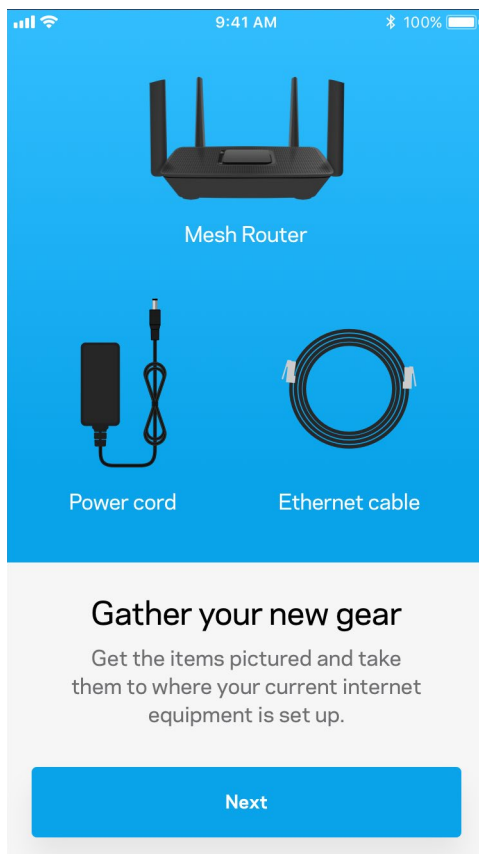 9:41 AM
100%
Mesh Router
Power cord
Ethernet cable
Gather your new gear
Get the items pictured and take
them to where your current internet
equipment is set up.
Next